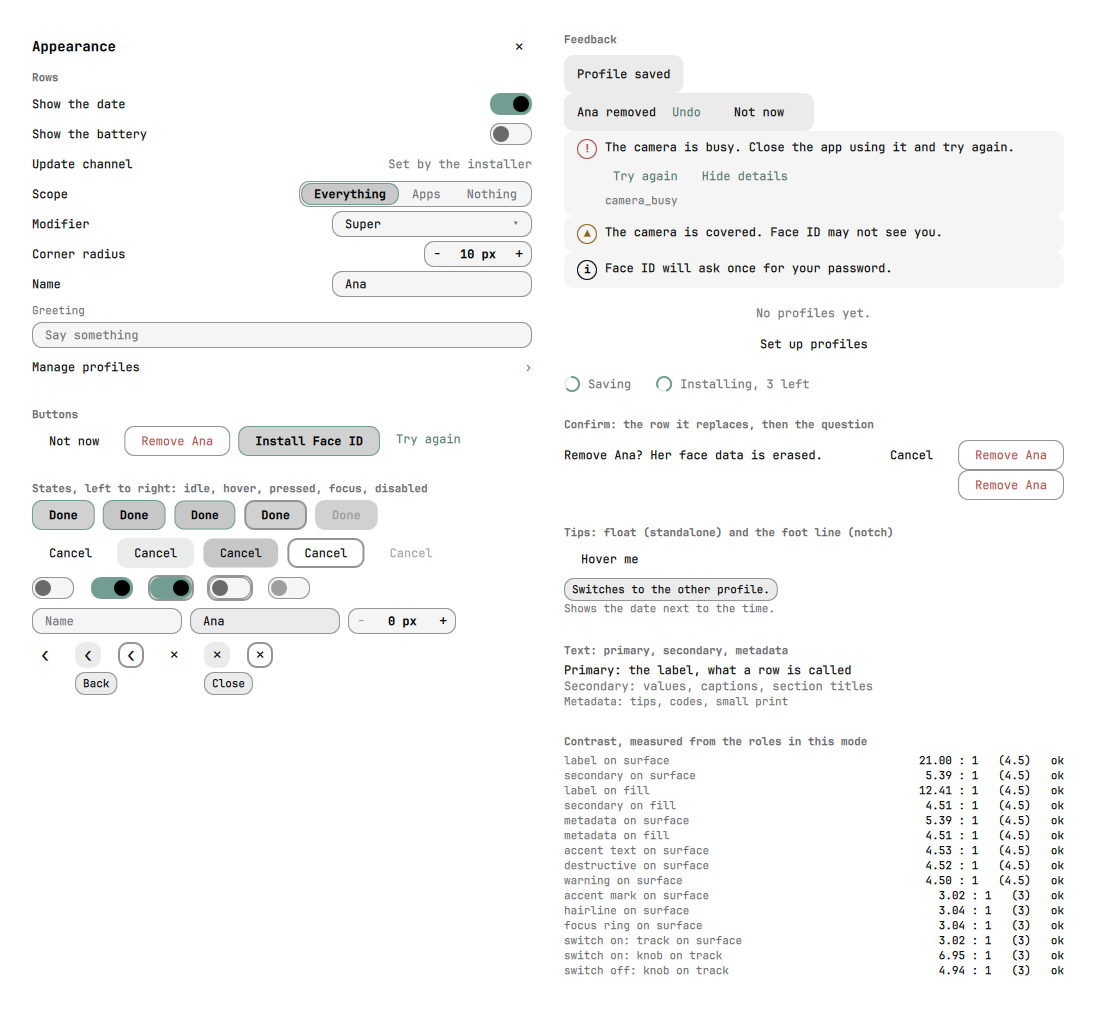 Appearance ×
Rows
Show the date
Show the battery
Update channel Set by the installer
Scope Everything Apps Nothing
Modifier Super ▾
Corner radius - 10 px +
Name Ana
Greeting
Say something
Manage profiles ›
Buttons
Not now Remove Ana Install Face ID Try again
States, left to right: idle, hover, pressed, focus, disabled
Done Done Done Done Done
Cancel Cancel Cancel Cancel Cancel
Name Ana - 0 px +
‹ ‹ ‹ × × ×
Back Close
Feedback
Profile saved
Ana removed Undo Not now
! The camera is busy. Close the app using it and try again.
Try again Hide details
camera_busy
▲ The camera is covered. Face ID may not see you.
i Face ID will ask once for your password.
No profiles yet.
Set up profiles
Saving Installing, 3 left
Confirm: the row it replaces, then the question
Remove Ana? Her face data is erased. Cancel Remove Ana
Remove Ana
Tips: float (standalone) and the foot line (notch)
Hover me
Switches to the other profile.
Shows the date next to the time.
Text: primary, secondary, metadata
Primary: the label, what a row is called
Secondary: values, captions, section titles
Metadata: tips, codes, small print
Contrast, measured from the roles in this mode
label on surface 21.00 : 1 (4.5) ok
secondary on surface 5.39 : 1 (4.5) ok
label on fill 12.41 : 1 (4.5) ok
secondary on fill 4.51 : 1 (4.5) ok
metadata on surface 5.39 : 1 (4.5) ok
metadata on fill 4.51 : 1 (4.5) ok
accent text on surface 4.53 : 1 (4.5) ok
destructive on surface 4.52 : 1 (4.5) ok
warning on surface 4.50 : 1 (4.5) ok
accent mark on surface 3.02 : 1 (3) ok
hairline on surface 3.04 : 1 (3) ok
focus ring on surface 3.04 : 1 (3) ok
switch on: track on surface 3.02 : 1 (3) ok
switch on: knob on track 6.95 : 1 (3) ok
switch off: knob on track 4.94 : 1 (3) ok